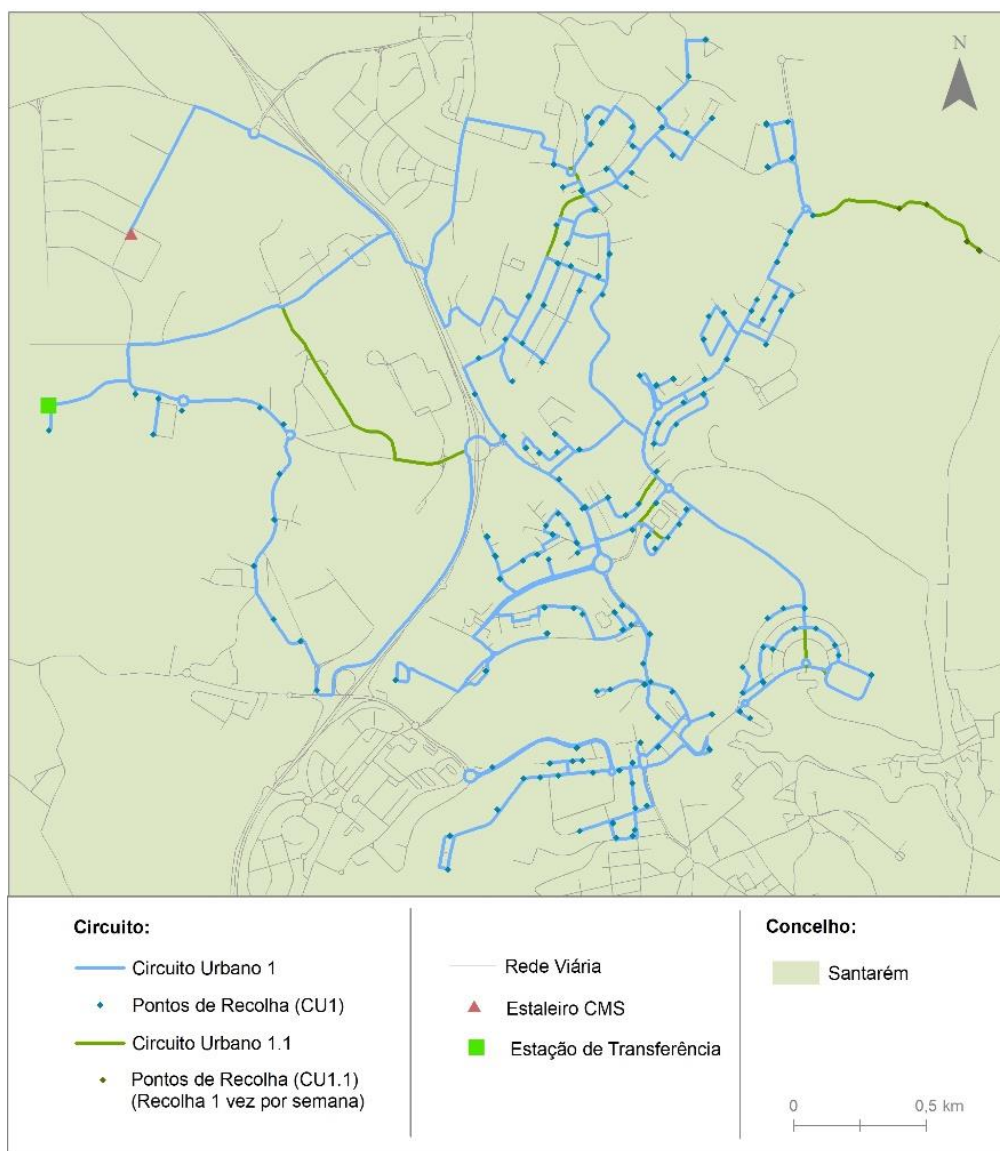 N
Circuito:
Circuito Urbano 1
Pontos de Recolha (CU1)
Circuito Urbano 1.1
Pontos de Recolha (CU1.1)
(Recolha 1 vez por semana)
Rede Viária
Estaleiro CMS
Estação de Transferência
Concelho:
Santarém
0 0,5 km